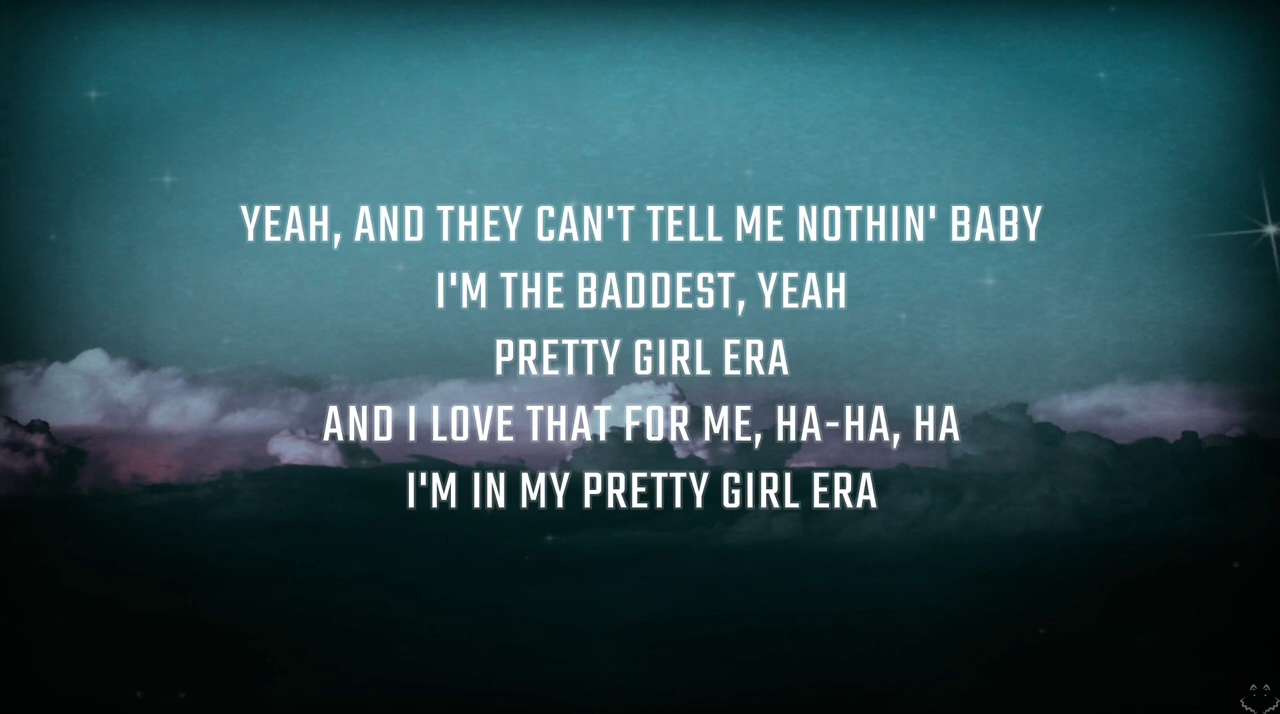 YEAH, AND THEY CAN'T TELL ME NOTHIN' BABY
I'M THE BADDEST, YEAH
PRETTY GIRL ERA
AND I LOVE THAT FOR ME, HA-HA, HA
I'M IN MY PRETTY GIRL ERA